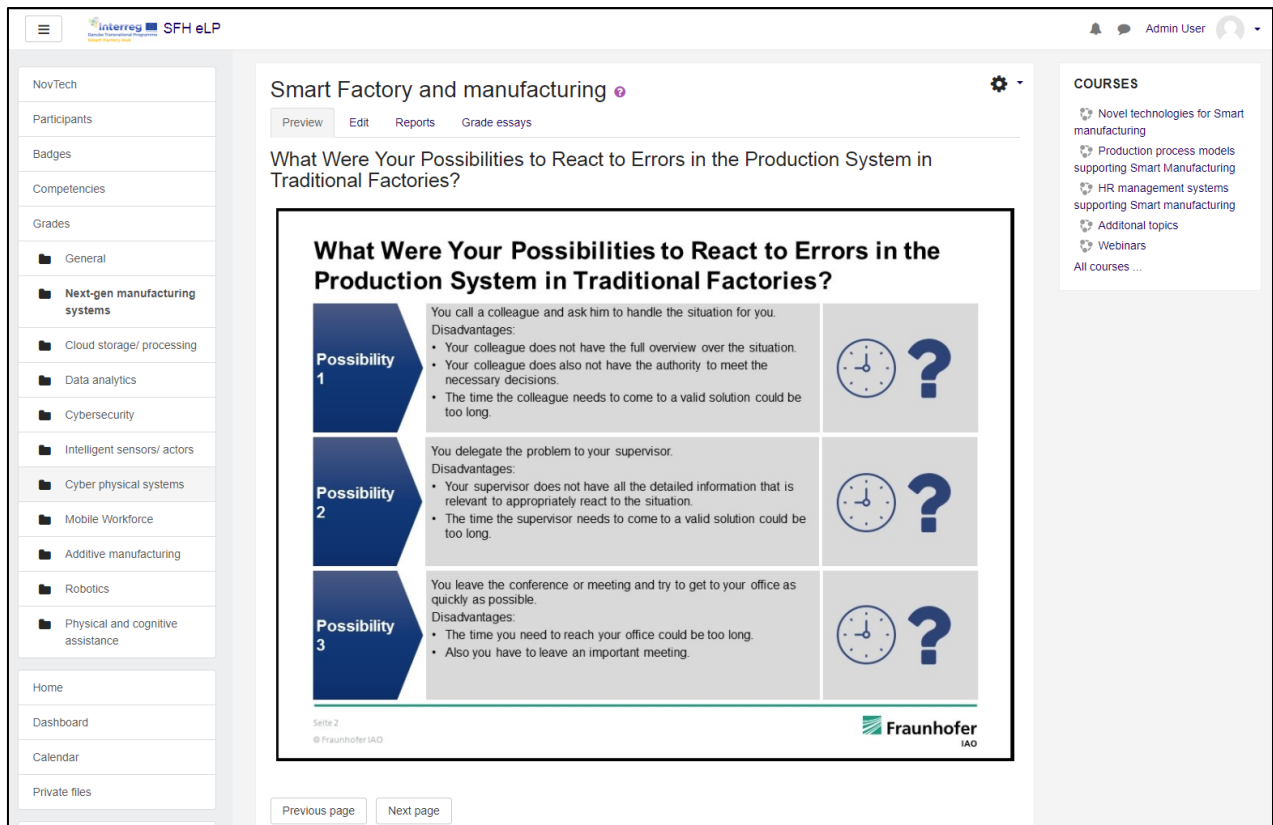 Interreg SFH eLP
Danube Transnational Programme
Admin User
NovTech
Participants
Badges
Competencies
Grades
General
Next-gen manufacturing
systems
Cloud storage/ processing
Data analytics
Cybersecurity
Intelligent sensors/ actors
Cyber physical systems
Mobile Workforce
Additive manufacturing
Robotics
Physical and cognitive
assistance
Home
Dashboard
Calendar
Private files
Smart Factory and manufacturing
Preview Edit Reports Grade essays
What Were Your Possibilities to React to Errors in the Production System in
Traditional Factories?
What Were Your Possibilities to React to Errors in the
Production System in Traditional Factories?
Possibility
1
You call a colleague and ask him to handle the situation for you.
Disadvantages:
• Your colleague does not have the full overview over the situation.
• Your colleague does also not have the authority to meet the
necessary decisions.
• The time the colleague needs to come to a valid solution could be
too long.
?
Possibility
2
You delegate the problem to your supervisor.
Disadvantages:
• Your supervisor does not have all the detailed information that is
relevant to appropriately react to the situation.
• The time the supervisor needs to come to a valid solution could be
too long.
?
Possibility
3
You leave the conference or meeting and try to get to your office as
quickly as possible.
Disadvantages:
• The time you need to reach your office could be too long.
• Also you have to leave an important meeting.
?
Seite 2
© Fraunhofer IAO
Fraunhofer
IAO
Previous page Next page
COURSES
Novel technologies for Smart
manufacturing
Production process models
supporting Smart Manufacturing
HR management systems
supporting Smart manufacturing
Additonal topics
Webinars
All courses ...